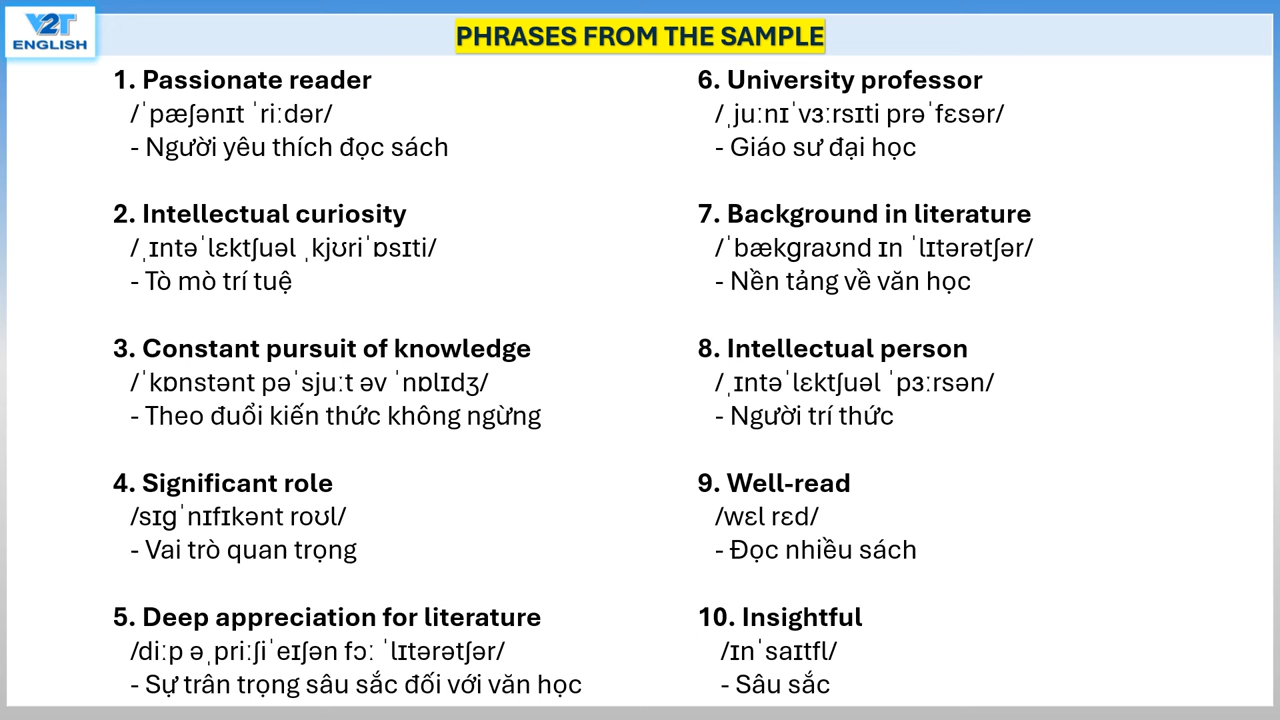 Y2T
ENGLISH
PHRASES FROM THE SAMPLE
1. Passionate reader
/ˈpæʃənɪt ˈriːdər/
- Người yêu thích đọc sách
2. Intellectual curiosity
/ˌɪntəˈlɛktʃuəl ˌkjʊriˈɒsɪti/
- Tò mò trí tuệ
3. Constant pursuit of knowledge
/ˈkɒnstənt pəˈsjuːt əv ˈnɒlɪdʒ/
- Theo đuổi kiến thức không ngừng
4. Significant role
/sɪɡˈnɪfɪkənt roʊl/
- Vai trò quan trọng
5. Deep appreciation for literature
/diːp əˌpriːʃiˈeɪʃən fɔː ˈlɪtərətʃər/
- Sự trân trọng sâu sắc đối với văn học
6. University professor
/ˌjuːnɪˈvɜːrsɪti prəˈfɛsər/
- Giáo sư đại học
7. Background in literature
/ˈbækɡraʊnd ɪn ˈlɪtərətʃər/
- Nền tảng về văn học
8. Intellectual person
/ˌɪntəˈlɛktʃuəl ˈpɜːrsən/
- Người trí thức
9. Well-read
/wɛl rɛd/
- Đọc nhiều sách
10. Insightful
/ɪnˈsaɪtfl/
- Sâu sắc